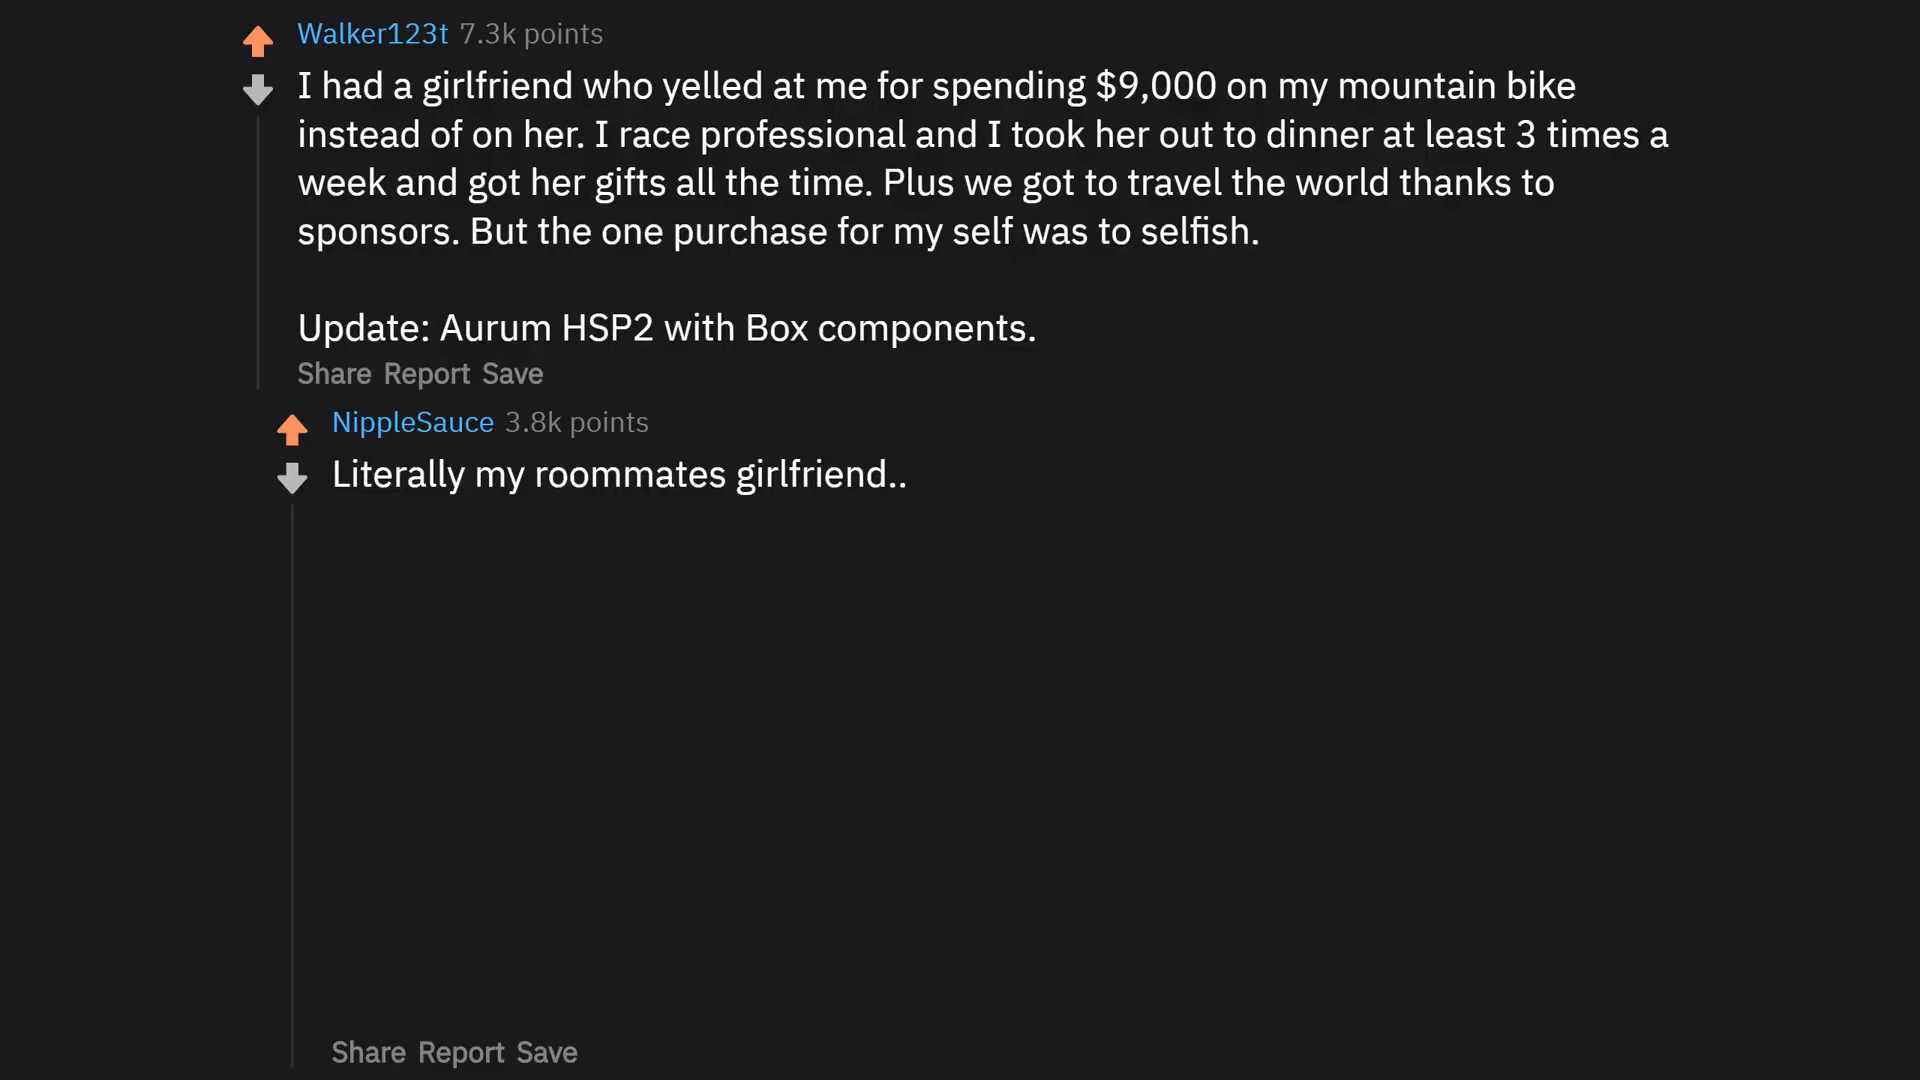 Walker123t 7.3k points
I had a girlfriend who yelled at me for spending $9,000 on my mountain bike
instead of on her. I race professional and I took her out to dinner at least 3 times a
week and got her gifts all the time. Plus we got to travel the world thanks to
sponsors. But the one purchase for my self was to selfish.
Update: Aurum HSP2 with Box components.
Share Report Save
NippleSauce 3.8k points
Literally my roommates girlfriend..
Share Report Save